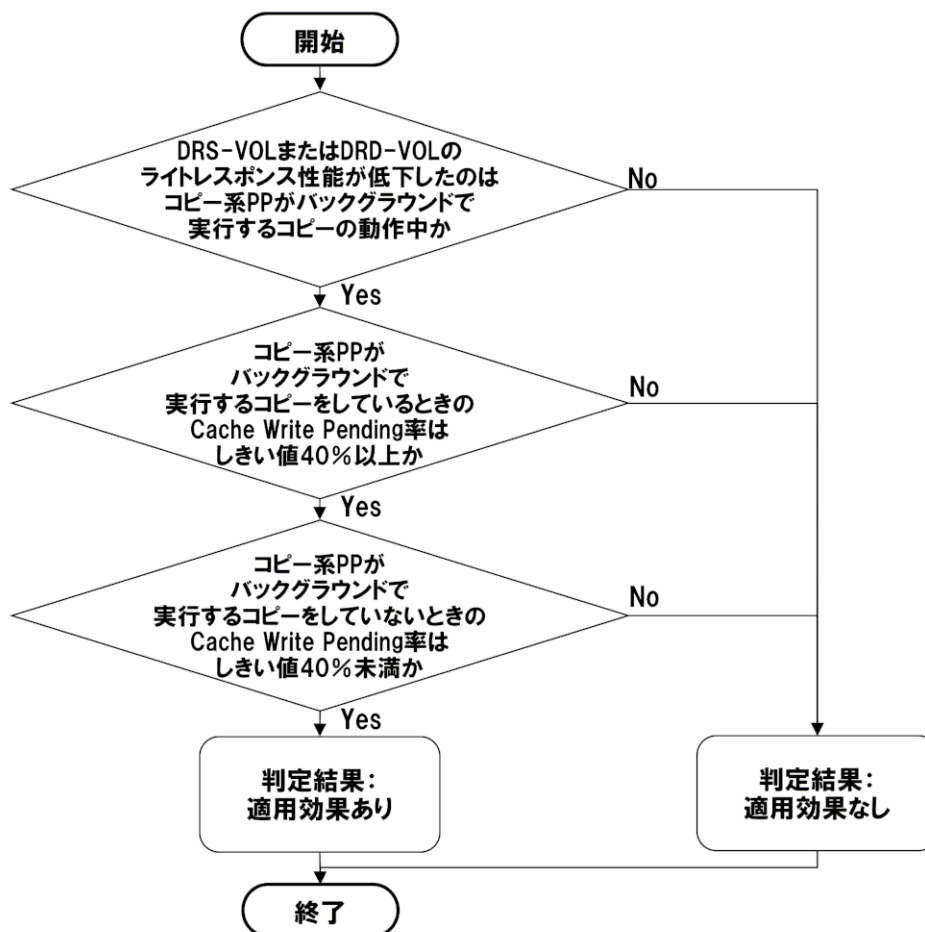 開始
DRS-VOLまたはDRD-VOLの
ライトレスポンス性能が低下したのは
コピー系PPがバックグラウンドで
実行するコピーの動作中か
No
Yes
コピー系PPが
バックグラウンドで
実行するコピーをしているときの
Cache Write Pending率は
しきい値40%以上か
No
Yes
コピー系PPが
バックグラウンドで
実行するコピーをしていないときの
Cache Write Pending率は
しきい値40%未満か
No
Yes
判定結果:
適用効果あり
判定結果:
適用効果なし
終了